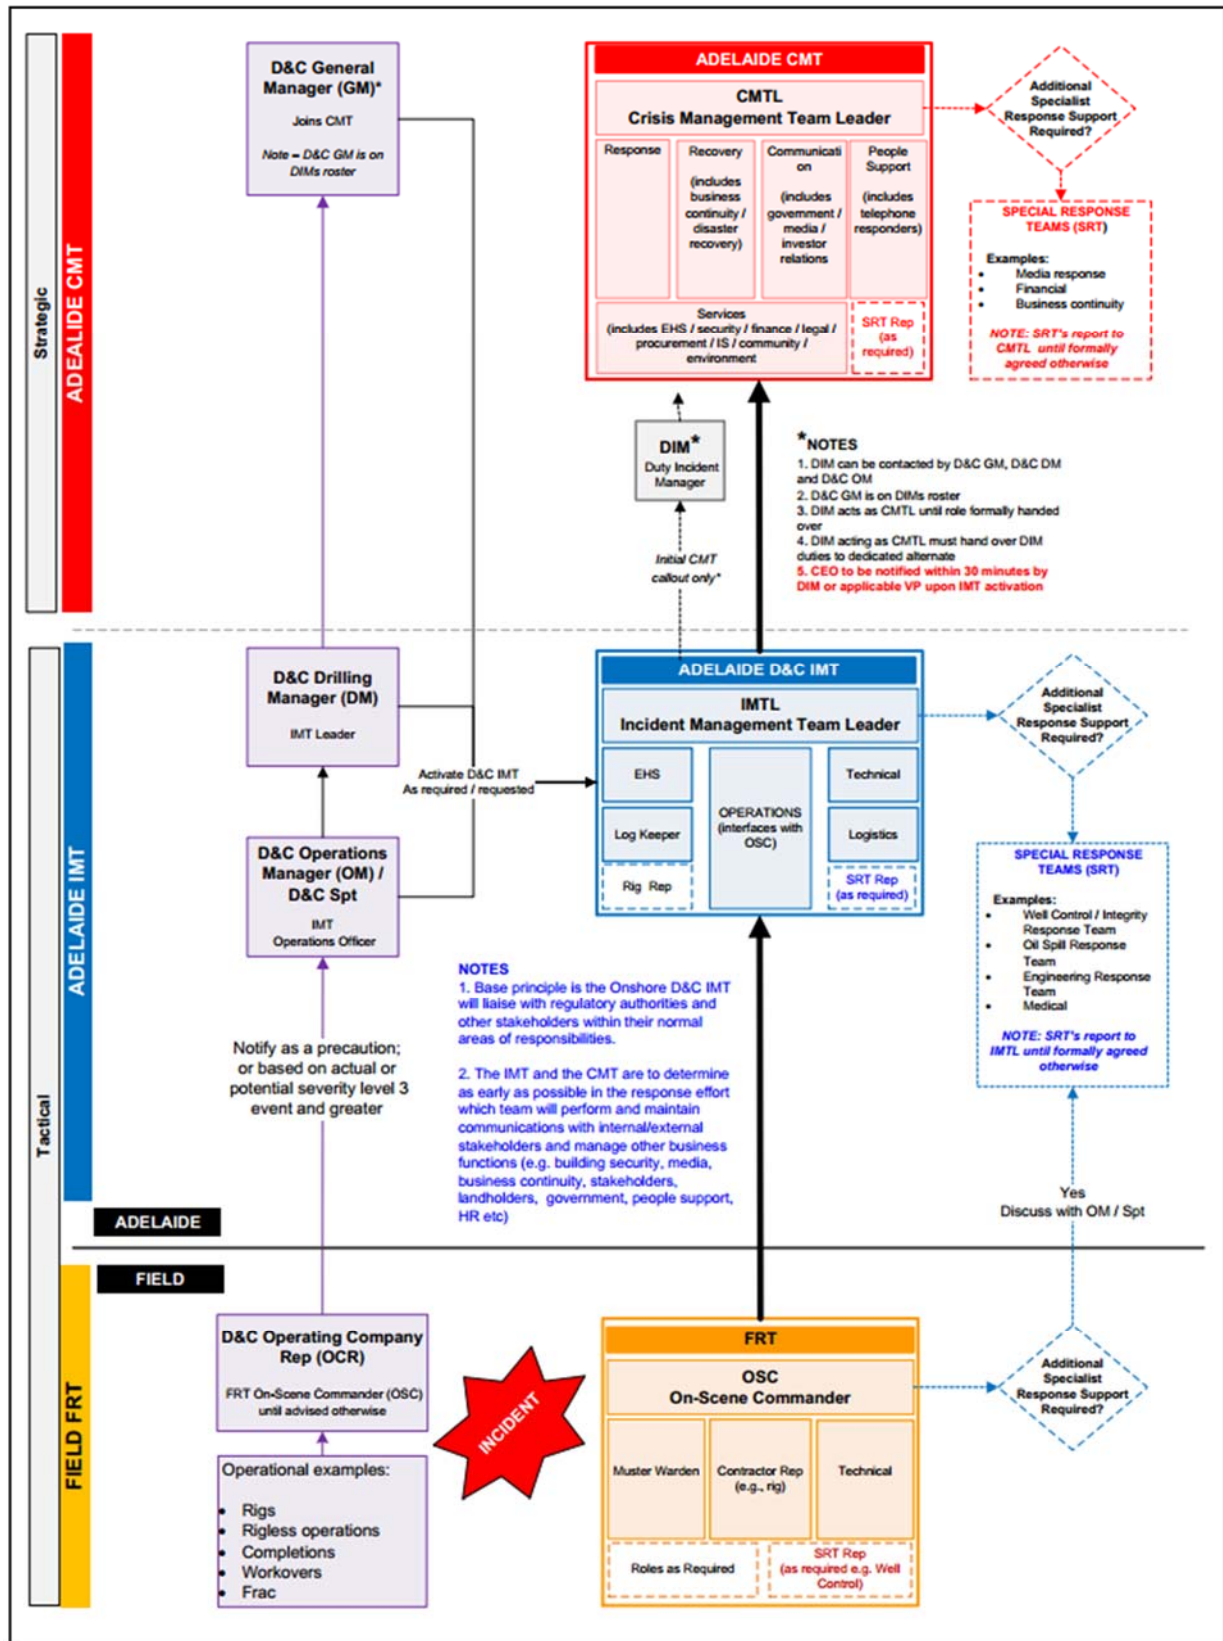 Strategic
ADEALIDE CMT
D&C General
Manager (GM)*
Joins CMT
Note – D&C GM is on
DIMs roster
ADELAIDE CMT
CMTL
Crisis Management Team Leader
Response
Recovery
(includes
business
continuity /
disaster
recovery)
Communicati
on
(includes
government /
media /
investor
relations
People
Support
(includes
telephone
responders)
Services
(includes EHS / security / finance / legal /
procurement / IS / community /
environment
SRT Rep
(as
required)
Additional
Specialist
Response Support
Required?
SPECIAL RESPONSE
TEAMS (SRT)
Examples:
• Media response
• Financial
• Business continuity
NOTE: SRT's report to
CMTL until formally
agreed otherwise
DIM*
Duty Incident
Manager
Initial CMT
callout only*
*NOTES
1. DIM can be contacted by D&C GM, D&C DM
and D&C OM
2. D&C GM is on DIMs roster
3. DIM acts as CMTL until role formally handed
over
4. DIM acting as CMTL must hand over DIM
duties to dedicated alternate
5. CEO to be notified within 30 minutes by
DIM or applicable VP upon IMT activation
Tactical
ADELAIDE IMT
D&C Drilling
Manager (DM)
IMT Leader
D&C Operations
Manager (OM) /
D&C Spt
IMT
Operations Officer
Activate D&C IMT
As required / requested
ADELAIDE D&C IMT
IMTL
Incident Management Team Leader
EHS
Log Keeper
Rig Rep
OPERATIONS
(interfaces with
OSC)
Technical
Logistics
SRT Rep
(as required)
Additional
Specialist
Response Support
Required?
SPECIAL RESPONSE
TEAMS (SRT)
Examples:
• Well Control / Integrity
Response Team
• Oil Spill Response
Team
• Engineering Response
Team
• Medical
NOTE: SRT's report to
IMTL until formally agreed
otherwise
Notify as a precaution;
or based on actual or
potential severity level 3
event and greater
NOTES
1. Base principle is the Onshore D&C IMT
will liaise with regulatory authorities and
other stakeholders within their normal
areas of responsibilities.
2. The IMT and the CMT are to determine
as early as possible in the response effort
which team will perform and maintain
communications with internal/external
stakeholders and manage other business
functions (e.g. building security, media,
business continuity, stakeholders,
landholders, government, people support,
HR etc)
Yes
Discuss with OM / Spt
ADELAIDE
FIELD
FIELD FRT
D&C Operating Company
Rep (OCR)
FRT On-Scene Commander (OSC)
until advised otherwise
Operational examples:
• Rigs
• Rigless operations
• Completions
• Workovers
• Frac
INCIDENT
FRT
OSC
On-Scene Commander
Muster Warden
Contractor Rep
(e.g., rig)
Technical
Roles as Required
SRT Rep
(as required e.g. Well
Control)
Additional
Specialist
Response Support
Required?